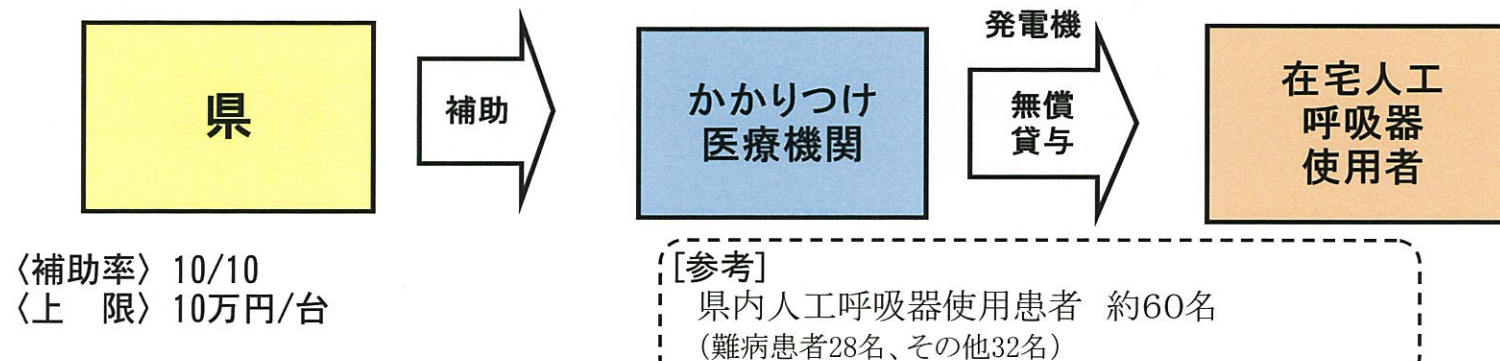 県
補助
かかりつけ
医療機関
発電機
無償
貸与
在宅人工
呼吸器
使用者
〈補助率〉 10/10
〈上　限〉 10万円/台
[参考]
県内人工呼吸器使用患者　約60名
(難病患者28名、その他32名)